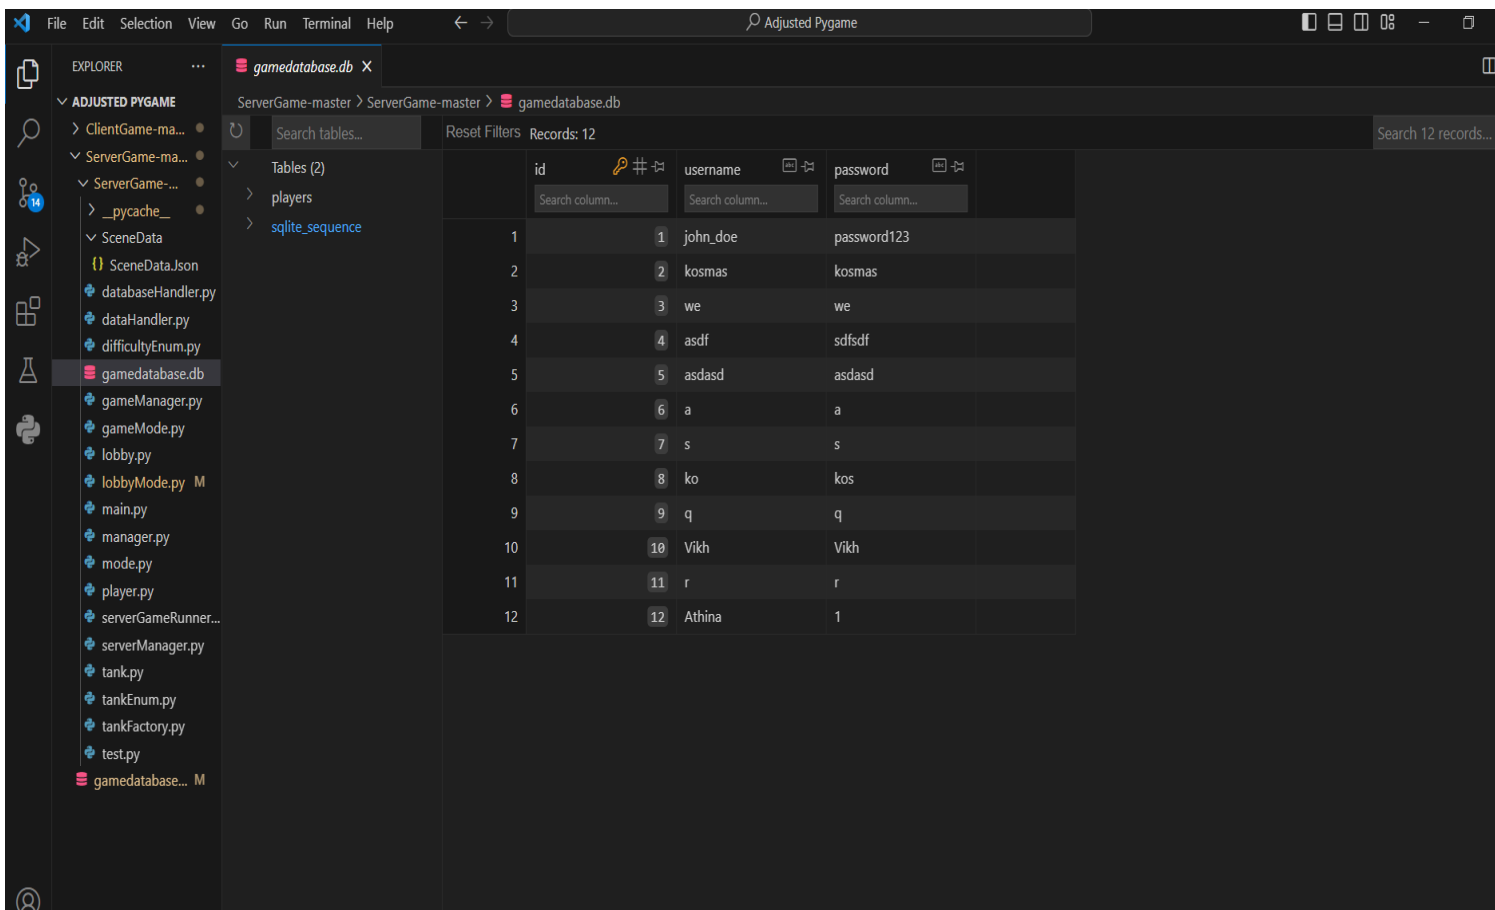 File Edit Selection View Go Run Terminal Help
Adjusted Pygame
EXPLORER
gamedatabase.db
ADJUSTED PYGAME
ServerGame-master > ServerGame-master > gamedatabase.db
ClientGame-ma...
Search tables...
Reset Filters Records: 12
Search 12 records...
ServerGame-ma...
ServerGame-...
__pycache__
SceneData
SceneData.Json
databaseHandler.py
dataHandler.py
difficultyEnum.py
gamedatabase.db
gameManager.py
gameMode.py
lobby.py
lobbyMode.py M
main.py
manager.py
mode.py
player.py
serverGameRunner...
serverManager.py
tank.py
tankEnum.py
tankFactory.py
test.py
gamedatabase... M
14
Tables (2)
players
sqlite_sequence
id username password
Search column... Search column... Search column...
1 1 john_doe password123
2 2 kosmas kosmas
3 3 we we
4 4 asdf sdfsdf
5 5 asdasd asdasd
6 6 a a
7 7 s s
8 8 ko kos
9 9 q q
10 10 Vikh Vikh
11 11 r r
12 12 Athina 1